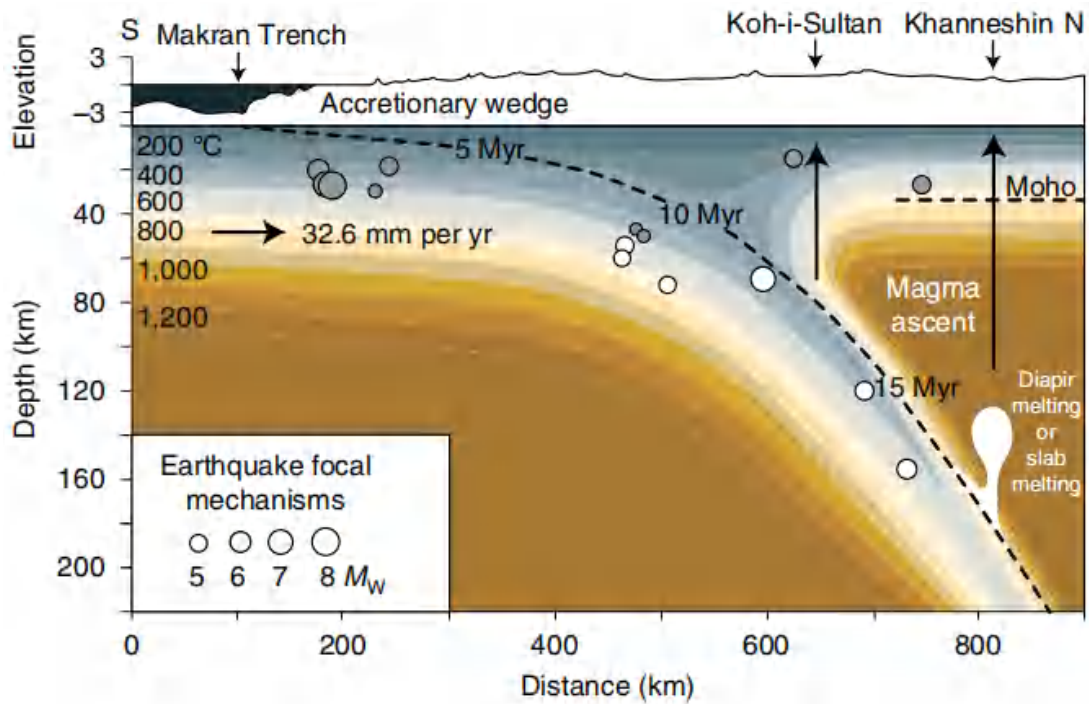 S Makran Trench Koh-i-Sultan Khanneshin N
Elevation
3
−3
Accretionary wedge
200 °C
400
600
800
1,000
1,200
5 Myr
10 Myr
15 Myr
32.6 mm per yr
Moho
Magma
ascent
Diapir
melting
or
slab
melting
Depth (km)
40
80
120
160
200
Earthquake focal
mechanisms
5 6 7 8 MW
0 200 400 600 800
Distance (km)